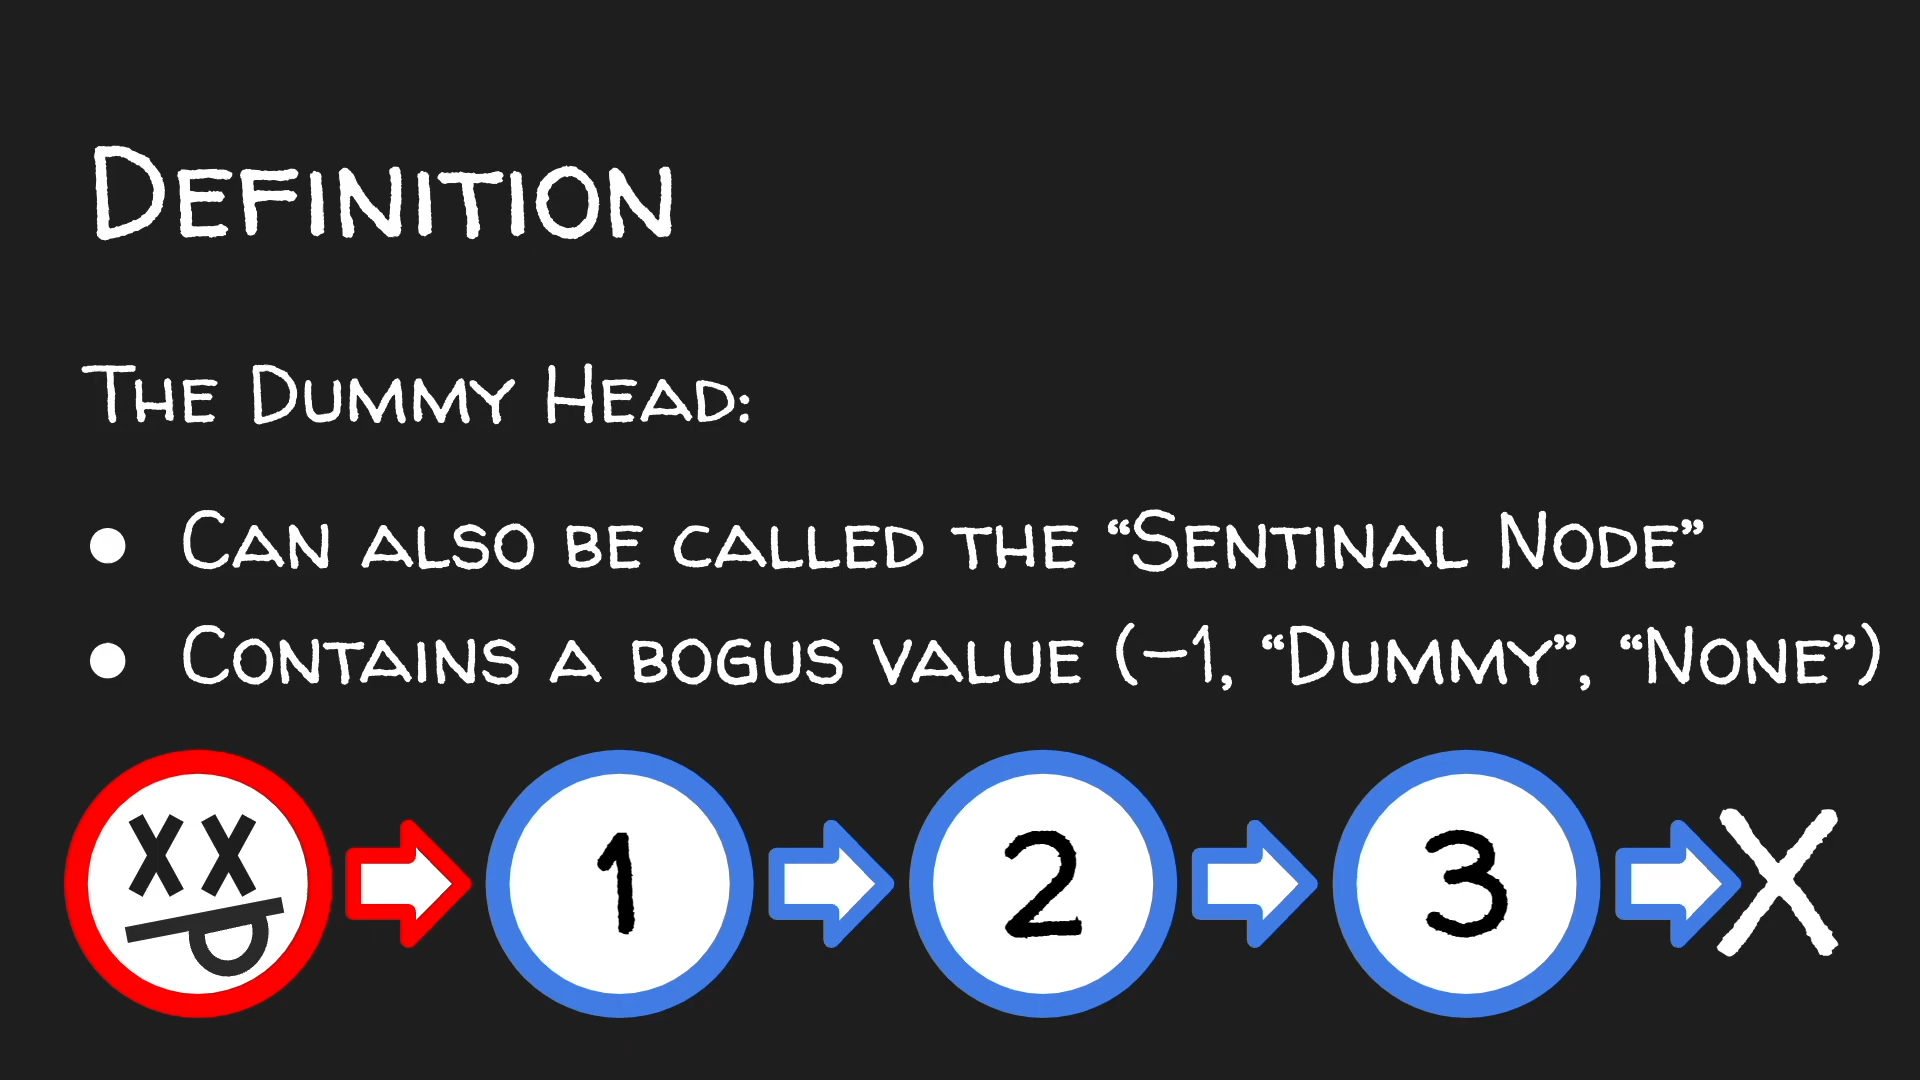 Definition
The Dummy Head:
● Can also be called the “Sentinal Node”
● Contains a bogus value (-1, “Dummy”, “None”)
1 2 3 X